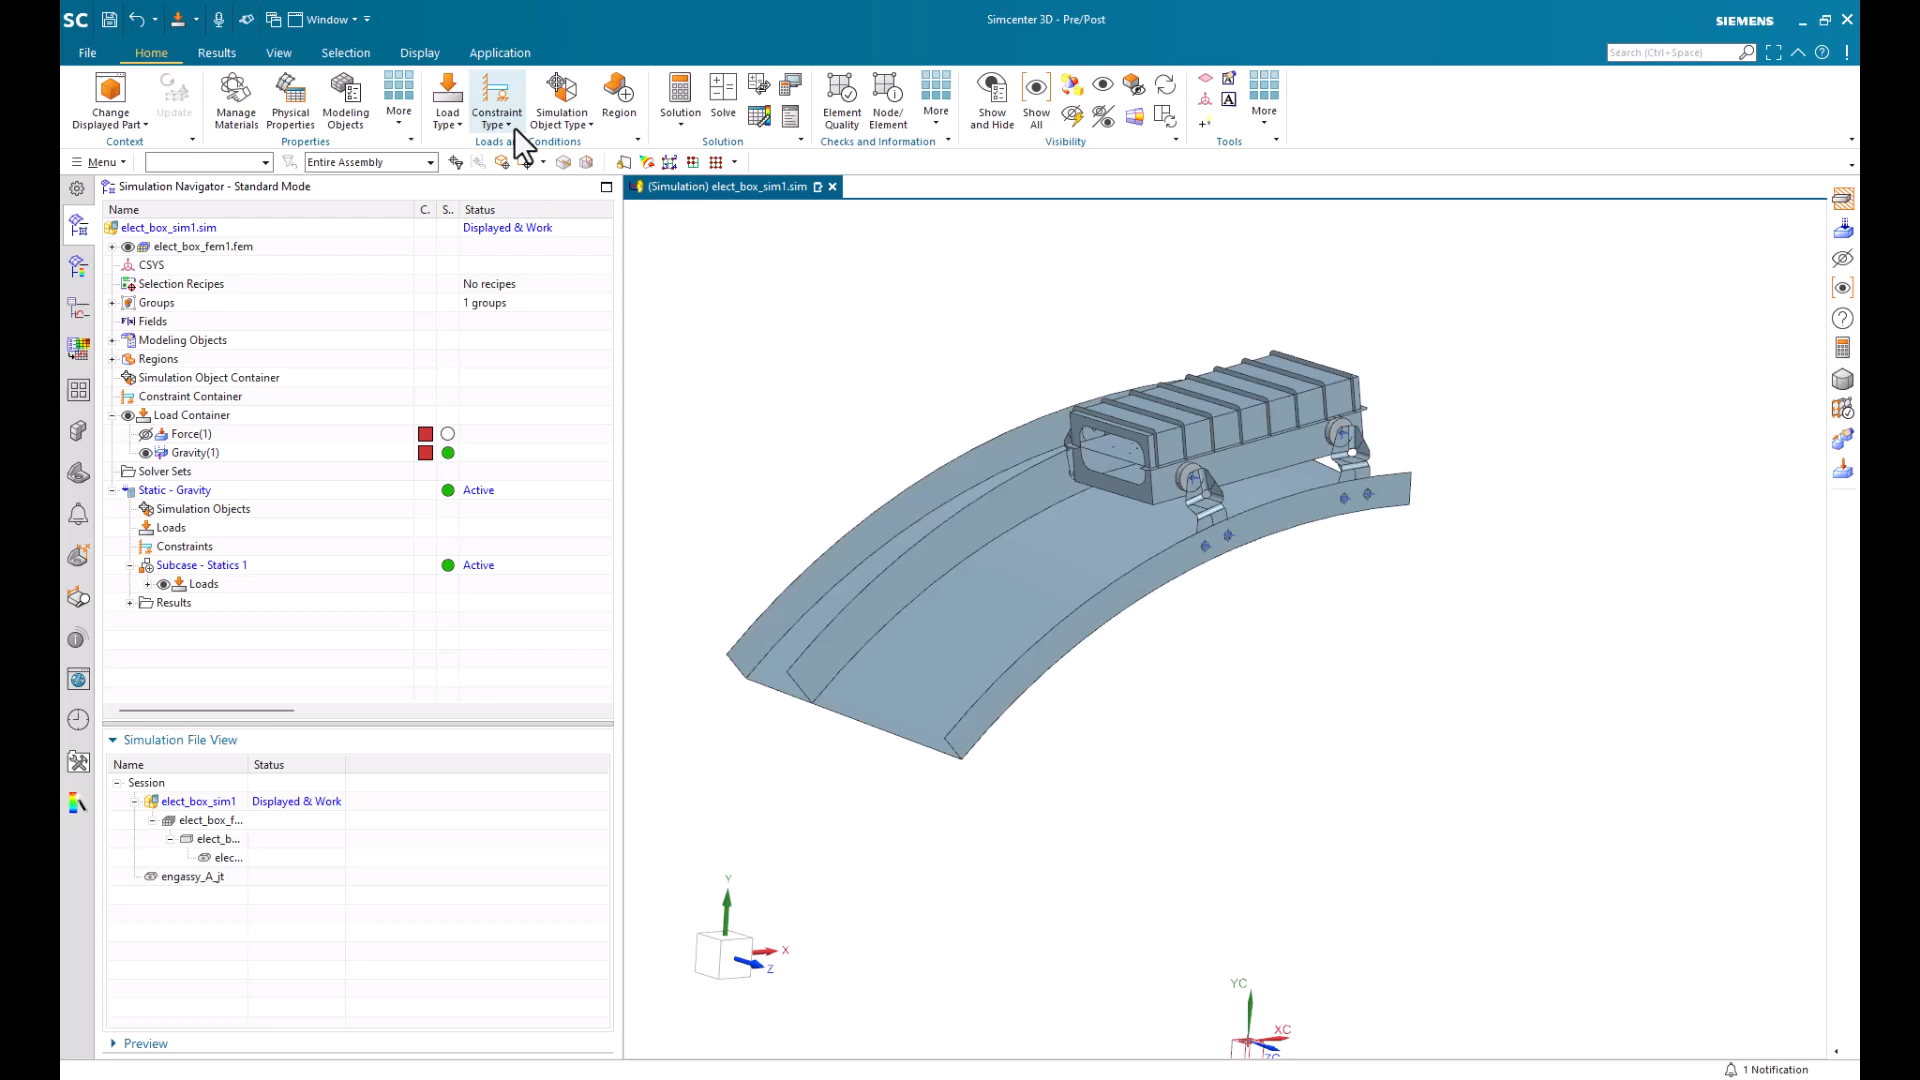 SC Window Simcenter 3D - Pre/Post SIEMENS
File Home Results View Selection Display Application Search (Ctrl+Space)
Change Displayed Part Update Manage Materials Physical Properties Modeling Objects More Load Type Constraint Type Simulation Object Type Region Solution Solve Element Quality Node/ Element More Show and Hide Show All More
Context Properties Loads a Conditions Solution Checks and Information Visibility Tools
Menu Entire Assembly
Simulation Navigator - Standard Mode
(Simulation) elect_box_sim1.sim
Name C. S.. Status
elect_box_sim1.sim Displayed & Work
elect_box_fem1.fem
CSYS
Selection Recipes No recipes
Groups 1 groups
Fields
Modeling Objects
Regions
Simulation Object Container
Constraint Container
Load Container
Force(1)
Gravity(1)
Solver Sets
Static - Gravity Active
Simulation Objects
Loads
Constraints
Subcase - Statics 1 Active
Loads
Results
Simulation File View
Name Status
Session
elect_box_sim1 Displayed & Work
elect_box_f...
elect_b...
elec...
engassy_A_jt
Preview
Y
X
Z
YC
XC
ZC
1 Notification